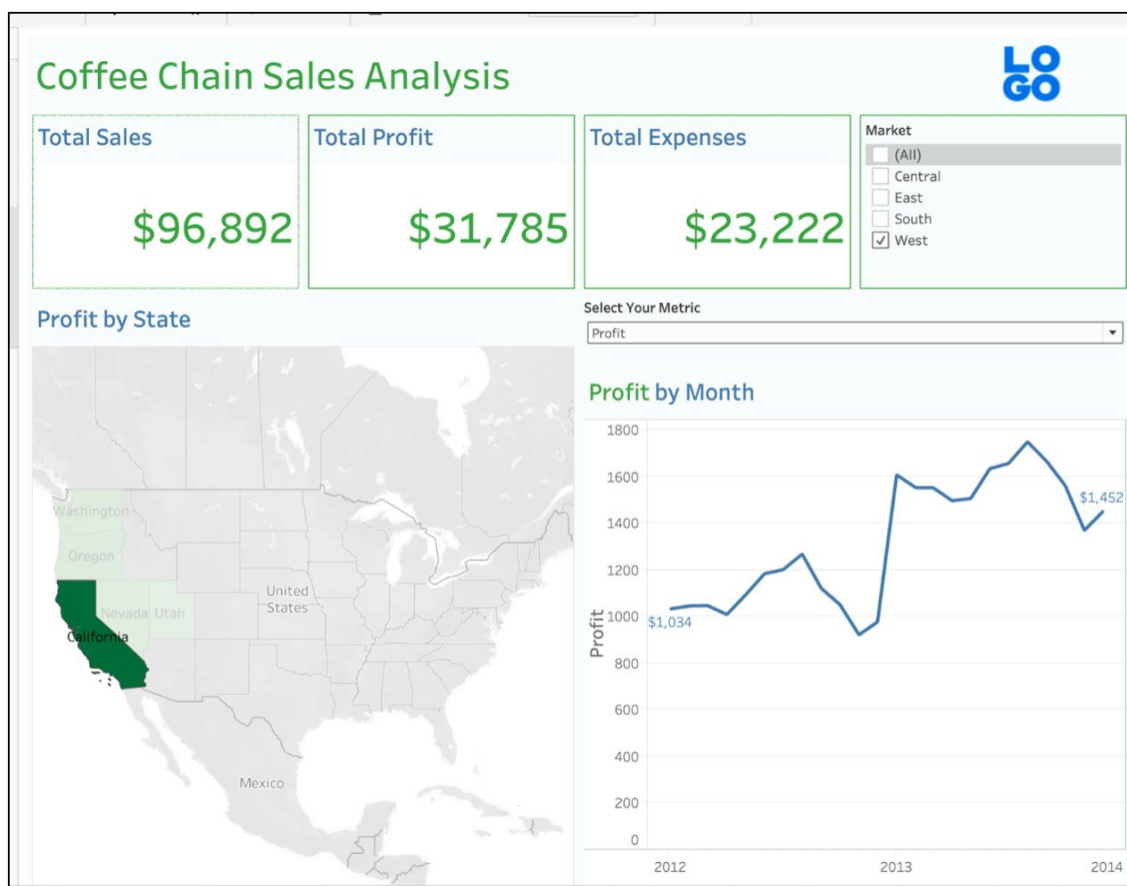 Coffee Chain Sales Analysis
LO
GO
Total Sales
$96,892
Total Profit
$31,785
Total Expenses
$23,222
Market
(All)
Central
East
South
West
Profit by State
Washington
Oregon
Nevada
Utah
California
United
States
Mexico
Select Your Metric
Profit
Profit by Month
1800
1600
1400
1200
1000
800
600
400
200
0
Profit
$1,034
$1,452
2012
2013
2014